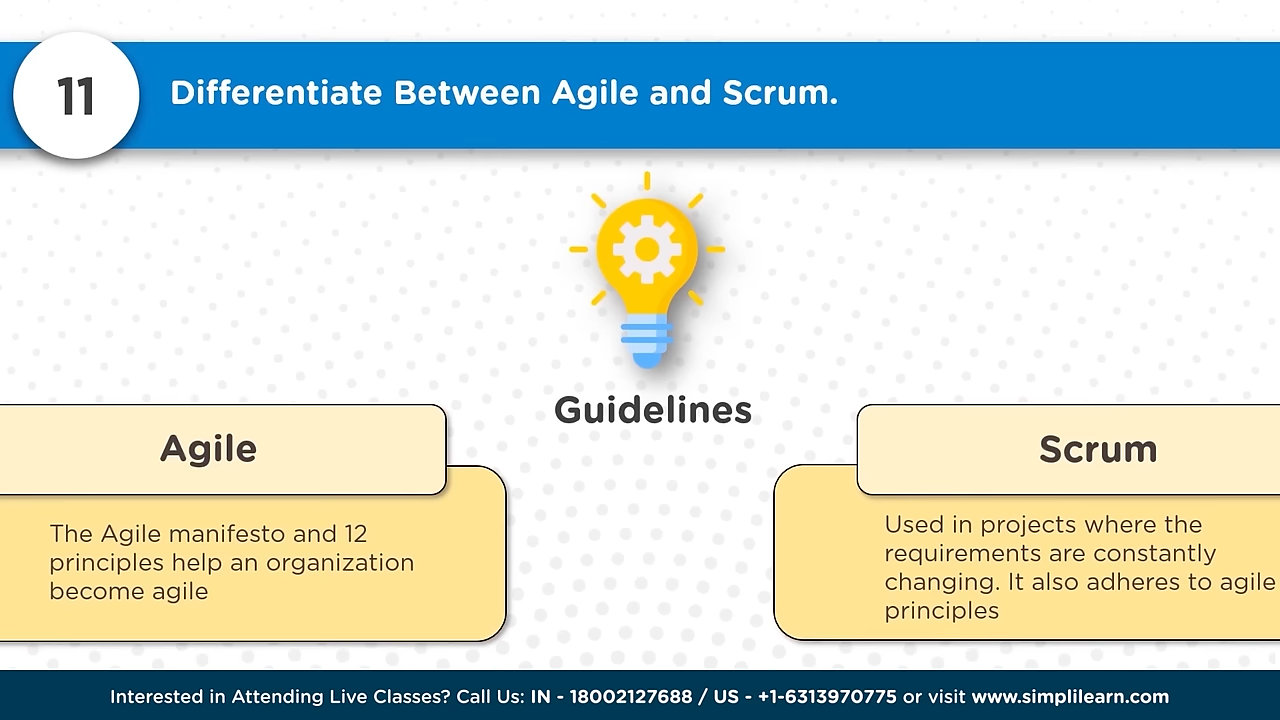 11
Differentiate Between Agile and Scrum.
Guidelines
Agile
The Agile manifesto and 12
principles help an organization
become agile
Scrum
Used in projects where the
requirements are constantly
changing. It also adheres to agile
principles
Interested in Attending Live Classes? Call Us: IN - 18002127688 / US - +1-6313970775 or visit www.simplilearn.com